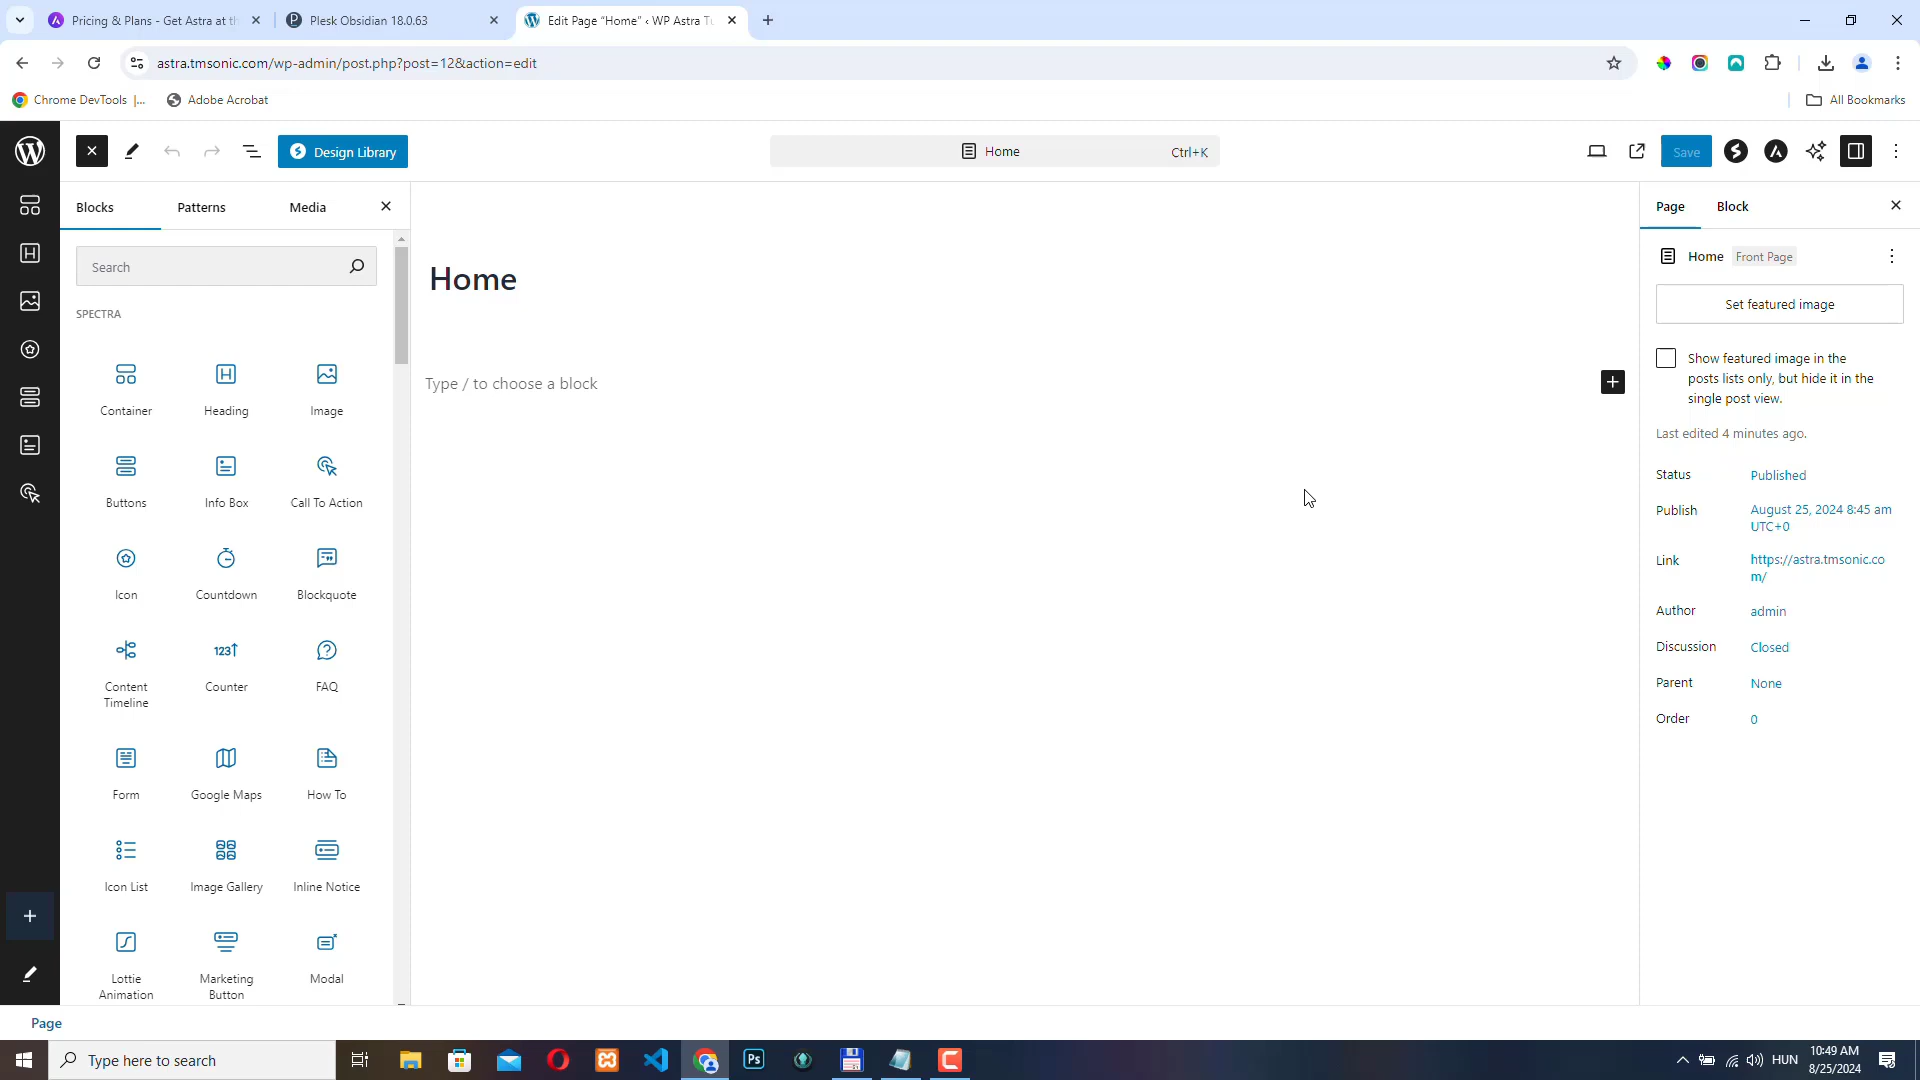 Pricing & Plans - Get Astra at th
Plesk Obsidian 18.0.63
Edit Page “Home” ‹ WP Astra Tu
astra.tmsonic.com/wp-admin/post.php?post=12&action=edit
Chrome DevTools |...
Adobe Acrobat
All Bookmarks
Design Library
Home
Ctrl+K
Save
Blocks
Patterns
Media
Search
SPECTRA
Container
Heading
Image
Buttons
Info Box
Call To Action
Icon
Countdown
Blockquote
Content
Timeline
123
Counter
FAQ
Form
Google Maps
How To
Icon List
Image Gallery
Inline Notice
Lottie
Animation
Marketing
Button
Modal
Home
Type / to choose a block
Page
Block
Home
Front Page
Set featured image
Show featured image in the
posts lists only, but hide it in the
single post view.
Last edited 4 minutes ago.
Status
Published
Publish
August 25, 2024 8:45 am
UTC+0
Link
https://astra.tmsonic.co
m/
Author
admin
Discussion
Closed
Parent
None
Order
0
Page
Type here to search
Ps
HUN
10:49 AM
8/25/2024